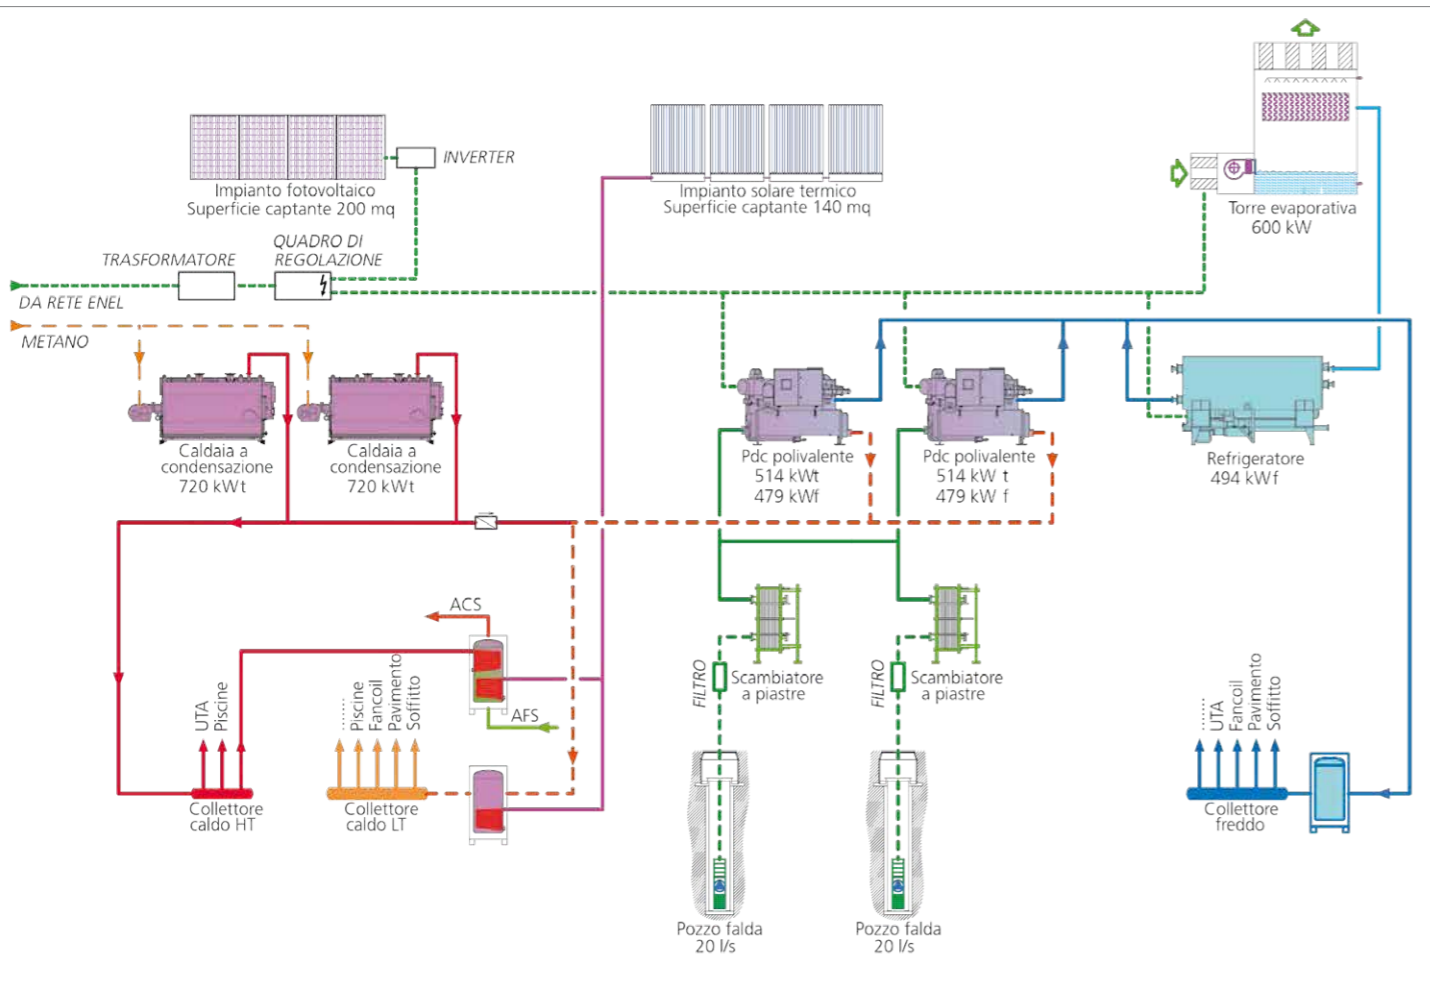 INVERTER
Impianto fotovoltaico
Superficie captante 200 mq
Impianto solare termico
Superficie captante 140 mq
Torre evaporativa
600 kW
QUADRO DI
REGOLAZIONE
TRASFORMATORE
DA RETE ENEL
METANO
Caldaia a
condensazione
720 kWt
Caldaia a
condensazione
720 kWt
Pdc polivalente
514 kWt
479 kWf
Pdc polivalente
514 kW t
479 kW f
Refrigeratore
494 kWf
ACS
AFS
UTA
Piscine
Collettore
caldo HT
.......
Piscine
Fancoil
Pavimento
Soffitto
Collettore
caldo LT
FILTRO
Scambiatore
a piastre
FILTRO
Scambiatore
a piastre
Pozzo falda
20 l/s
Pozzo falda
20 l/s
.......
UTA
Fancoil
Pavimento
Soffitto
Collettore
freddo